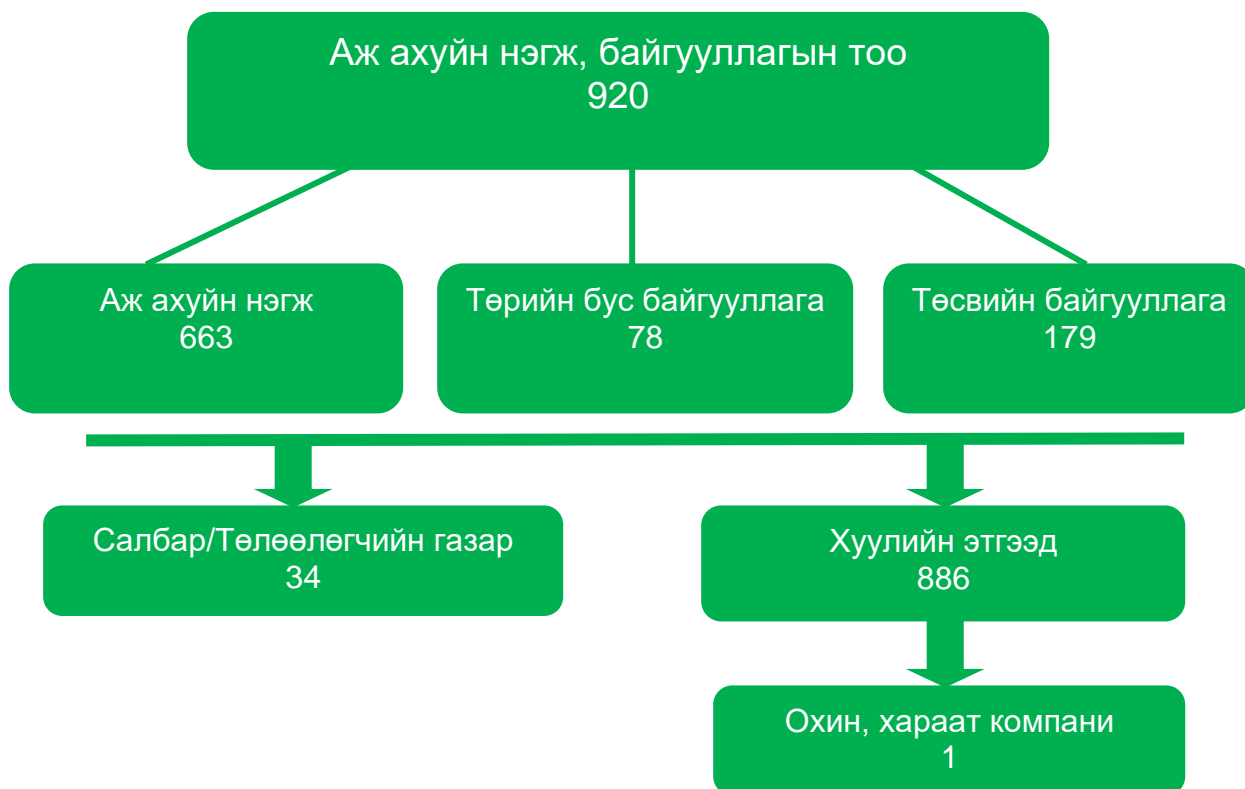 Аж ахуйн нэгж, байгууллагын тоо
920
Аж ахуйн нэгж
663
Төрийн бус байгууллага
78
Төсвийн байгууллага
179
Салбар/Төлөөлөгчийн газар
34
Хуулийн этгээд
886
Охин, хараат компани
1